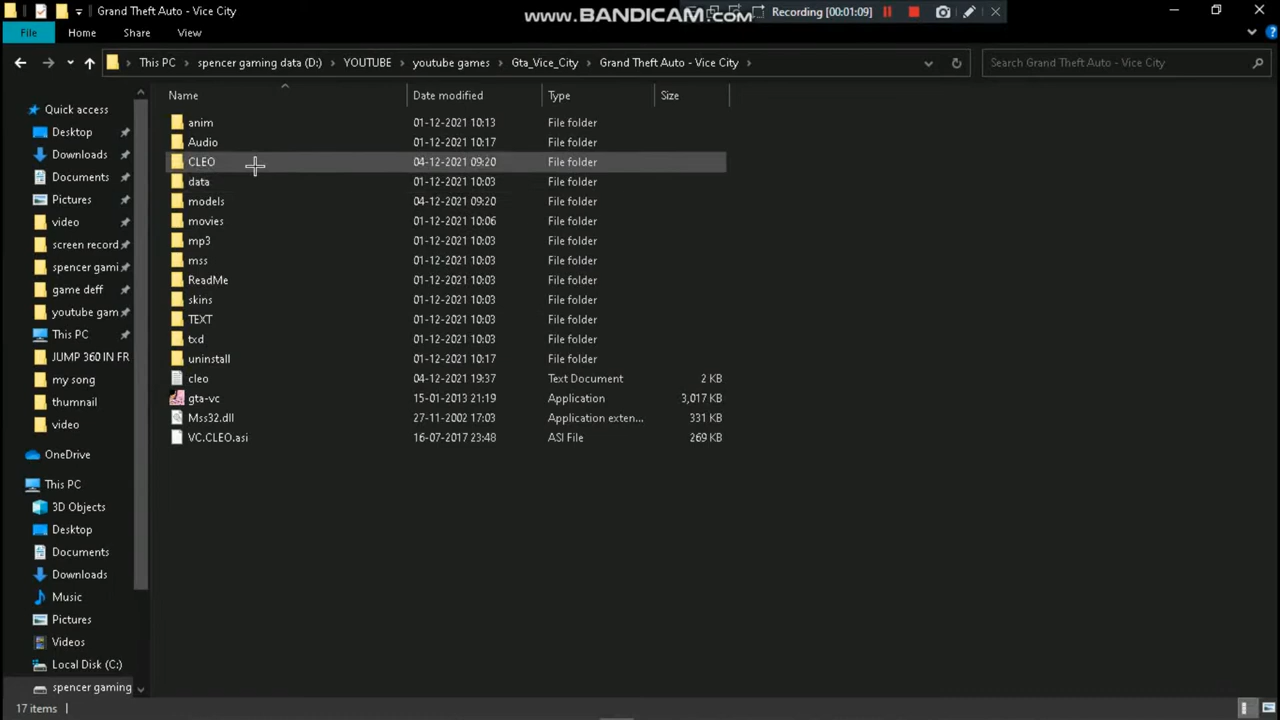 Grand Theft Auto - Vice City
www.BANDICAM.com
Recording [00:01:09]
File Home Share View
This PC spencer gaming data (D:) YOUTUBE youtube games Gta_Vice_City Grand Theft Auto - Vice City
Search Grand Theft Auto - Vice City
Name Date modified Type Size
anim 01-12-2021 10:13 File folder
Audio 01-12-2021 10:17 File folder
CLEO 04-12-2021 09:20 File folder
data 01-12-2021 10:03 File folder
models 04-12-2021 09:20 File folder
movies 01-12-2021 10:06 File folder
mp3 01-12-2021 10:03 File folder
mss 01-12-2021 10:03 File folder
ReadMe 01-12-2021 10:03 File folder
skins 01-12-2021 10:03 File folder
TEXT 01-12-2021 10:03 File folder
txd 01-12-2021 10:03 File folder
uninstall 01-12-2021 10:17 File folder
cleo 04-12-2021 19:37 Text Document 2 KB
gta-vc 15-01-2013 21:19 Application 3,017 KB
Mss32.dll 27-11-2002 17:03 Application exten... 331 KB
VC.CLEO.asi 16-07-2017 23:48 ASI File 269 KB
Quick access
Desktop
Downloads
Documents
Pictures
video
screen record
spencer gami
game deff
youtube gam
This PC
JUMP 360 IN FR
my song
thumnail
video
OneDrive
This PC
3D Objects
Desktop
Documents
Downloads
Music
Pictures
Videos
Local Disk (C:)
spencer gaming
17 items